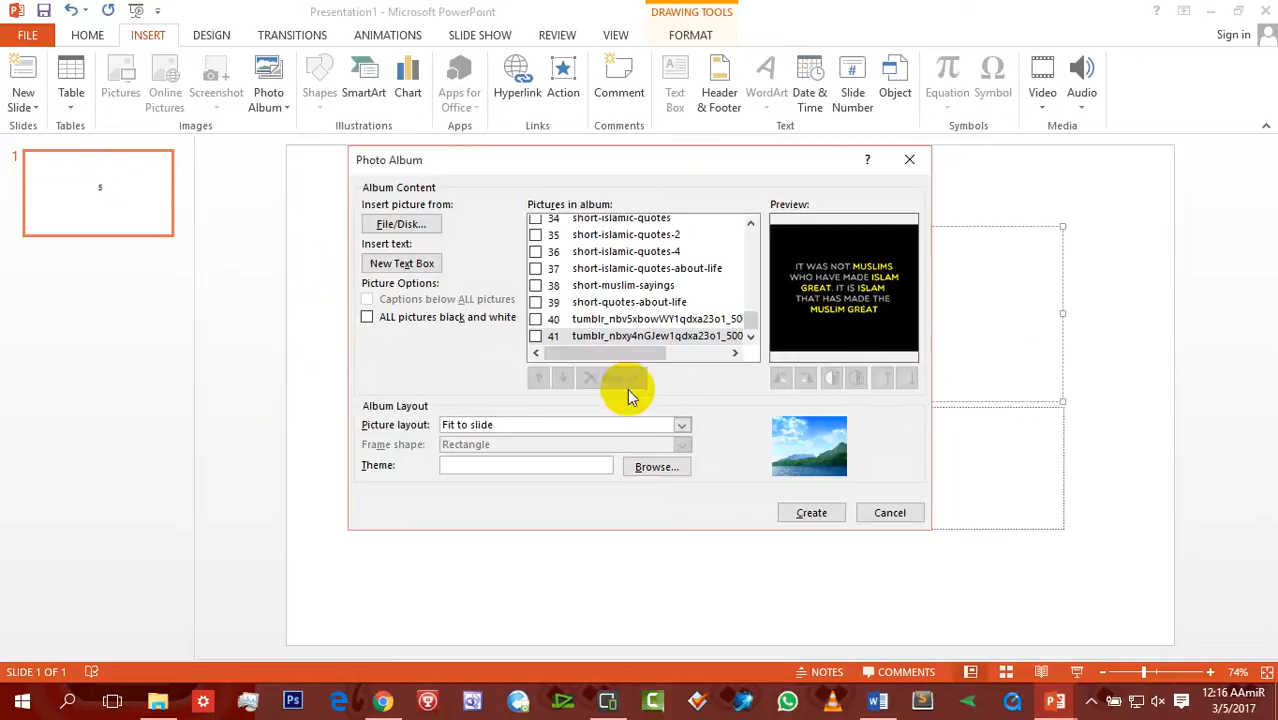 Presentation1 - Microsoft PowerPoint
DRAWING TOOLS
?
FILE
HOME
INSERT
DESIGN
TRANSITIONS
ANIMATIONS
SLIDE SHOW
REVIEW
VIEW
FORMAT
Sign in
New Slide
Table
Pictures
Online Pictures
Screenshot
Photo Album
Shapes
SmartArt
Chart
Apps for Office
Hyperlink
Action
Comment
Text Box
Header & Footer
WordArt
Date & Time
Slide Number
Object
Equation
Symbol
Video
Audio
Slides
Tables
Images
Illustrations
Apps
Links
Comments
Text
Symbols
Media
1
s
Photo Album
?
Album Content
Insert picture from:
File/Disk...
Insert text:
New Text Box
Picture Options:
Captions below ALL pictures
ALL pictures black and white
Pictures in album:
34 short-islamic-quotes
35 short-islamic-quotes-2
36 short-islamic-quotes-4
37 short-islamic-quotes-about-life
38 short-muslim-sayings
39 short-quotes-about-life
40 tumblr_nbv5xbowWY1qdxa23o1_500
41 tumblr_nbxy4nGJew1qdxa23o1_500
Preview:
IT WAS NOT MUSLIMS
WHO HAVE MADE ISLAM
GREAT. IT IS ISLAM
THAT HAS MADE THE
MUSLIM GREAT
Album Layout
Picture layout: Fit to slide
Frame shape: Rectangle
Theme:
Browse...
Create
Cancel
SLIDE 1 OF 1
NOTES
COMMENTS
74%
12:16 AAmiR
3/5/2017